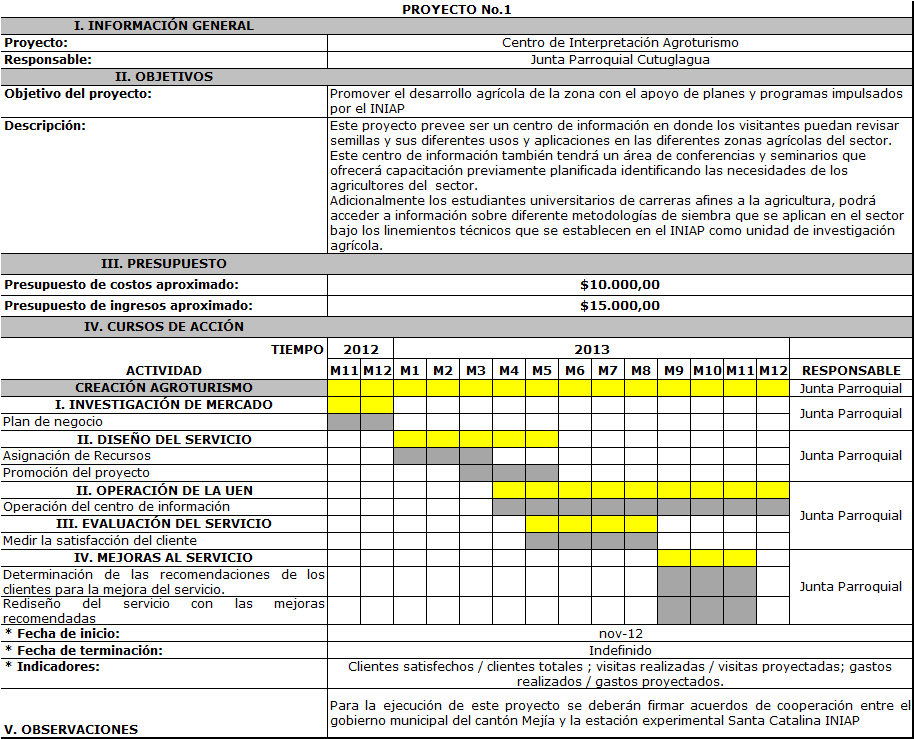 PROYECTO No.1
I. INFORMACIÓN GENERAL
Proyecto: Centro de Interpretación Agroturismo
Responsable: Junta Parroquial Cutuglagua
II. OBJETIVOS
Objetivo del proyecto: Promover el desarrollo agrícola de la zona con el apoyo de planes y programas impulsados
por el INIAP
Descripción: Este proyecto prevee ser un centro de información en donde los visitantes puedan revisar
semillas y sus diferentes usos y aplicaciones en las diferentes zonas agrícolas del sector.
Este centro de información también tendrá un área de conferencias y seminarios que
ofrecerá capacitación previamente planificada identificando las necesidades de los
agricultores del sector.
Adicionalmente los estudiantes universitarios de carreras afines a la agricultura, podrá
acceder a información sobre diferente metodologías de siembra que se aplican en el sector
bajo los linemientos técnicos que se establecen en el INIAP como unidad de investigación
agrícola.
III. PRESUPUESTO
Presupuesto de costos aproximado: $10.000,00
Presupuesto de ingresos aproximado: $15.000,00
IV. CURSOS DE ACCIÓN
TIEMPO 2012 2013
ACTIVIDAD M11 M12 M1 M2 M3 M4 M5 M6 M7 M8 M9 M10 M11 M12 RESPONSABLE
CREACIÓN AGROTURISMO Junta Parroquial
I. INVESTIGACIÓN DE MERCADO
Junta Parroquial
Plan de negocio
II. DISEÑO DEL SERVICIO
Asignación de Recursos Junta Parroquial
Promoción del proyecto
II. OPERACIÓN DE LA UEN
Operación del centro de información
Junta Parroquial
III. EVALUACIÓN DEL SERVICIO
Medir la satisfacción del cliente
IV. MEJORAS AL SERVICIO
Determinación de las recomendaciones de los
clientes para la mejora del servicio.
Junta Parroquial
Rediseño del servicio con las mejoras
recomendadas
* Fecha de inicio: nov-12
* Fecha de terminación: Indefinido
* Indicadores: Clientes satisfechos / clientes totales ; visitas realizadas / visitas proyectadas; gastos
realizados / gastos proyectados.
Para la ejecución de este proyecto se deberán firmar acuerdos de cooperación entre el
gobierno municipal del cantón Mejía y la estación experimental Santa Catalina INIAP
V. OBSERVACIONES